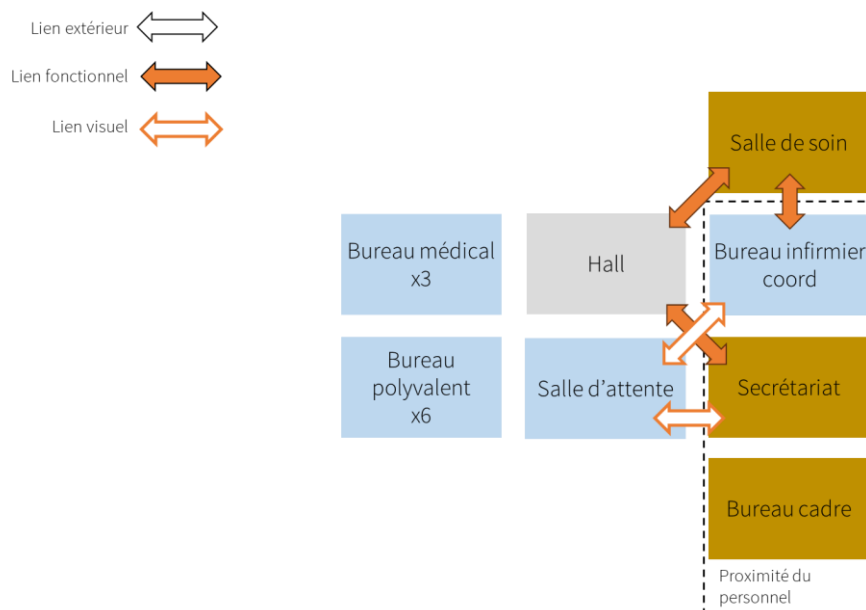 Lien extérieur
Lien fonctionnel
Lien visuel
Salle de soin
Bureau médical
x3
Hall
Bureau infirmier
coord
Bureau
polyvalent
x6
Salle d'attente
Secrétariat
Bureau cadre
Proximité du
personnel